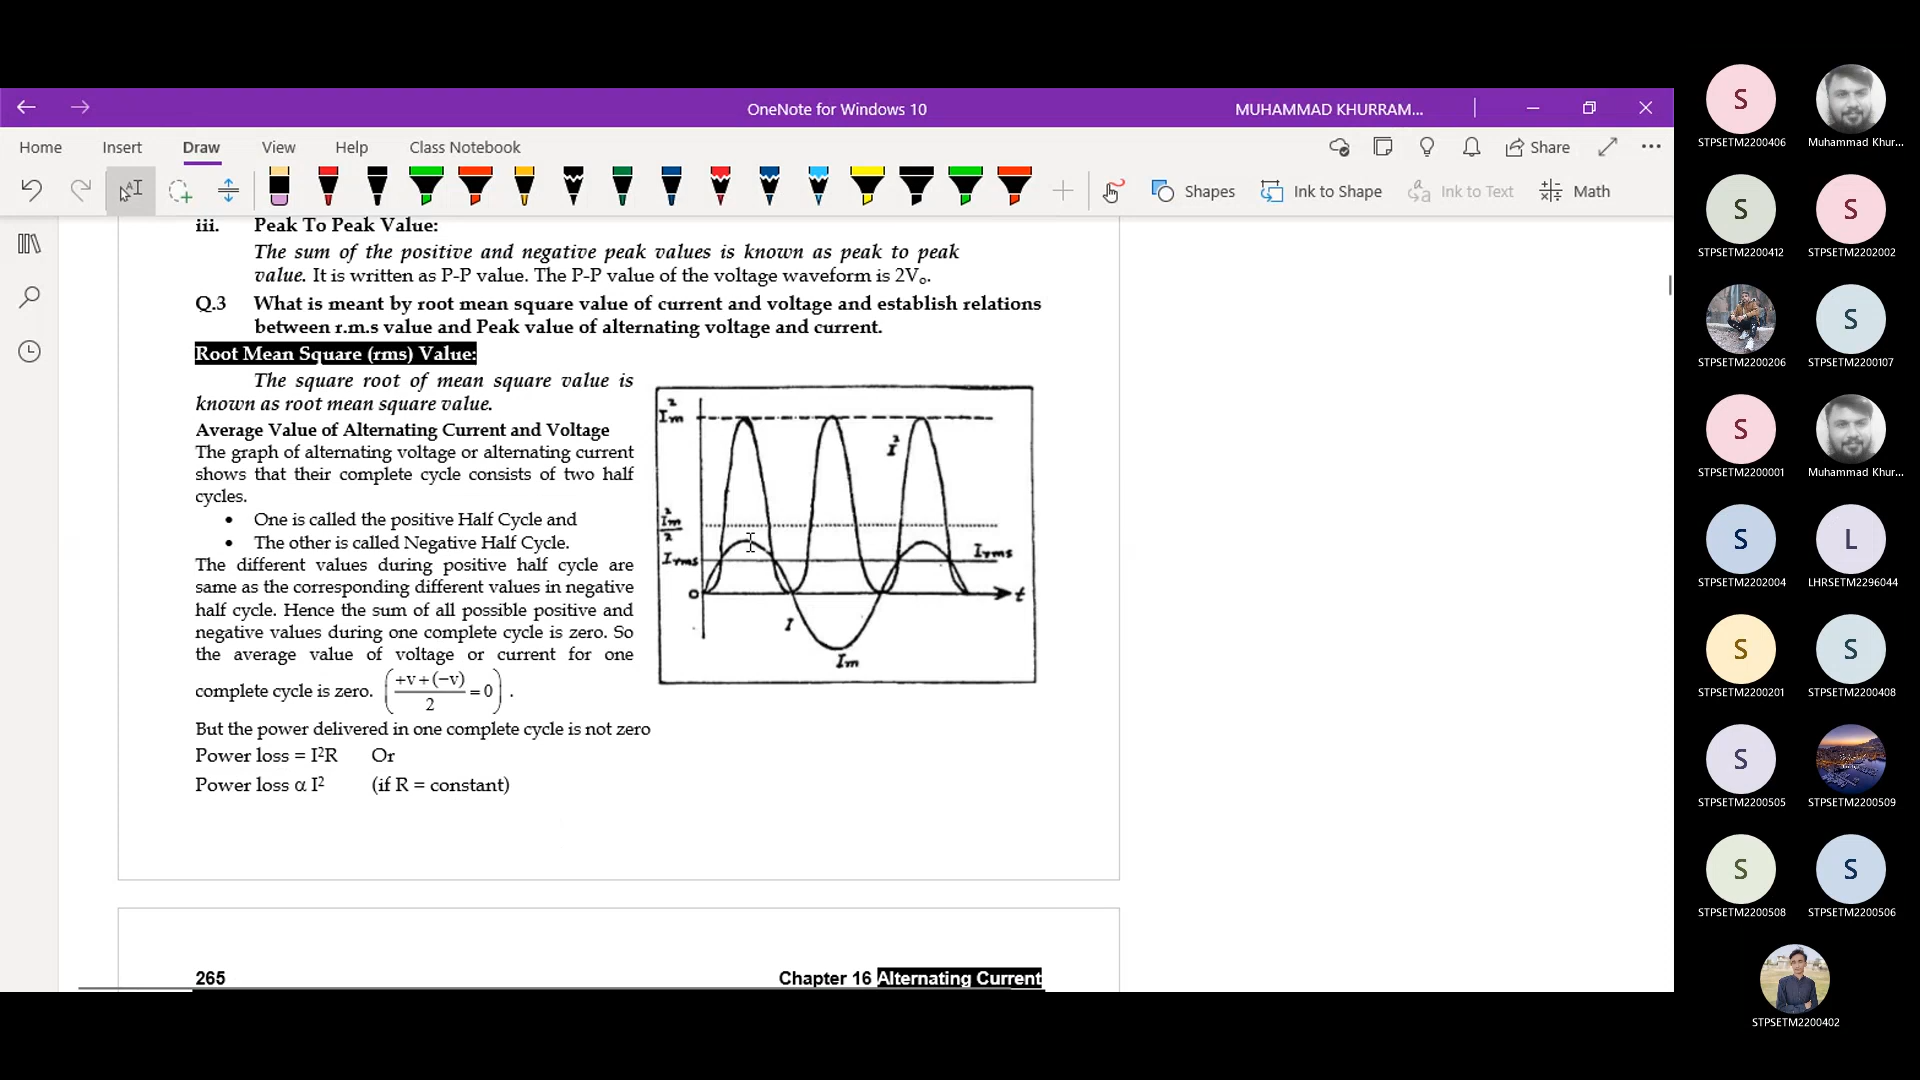 OneNote for Windows 10
MUHAMMAD KHURRAM...
Home Insert Draw View Help Class Notebook
Share
Shapes Ink to Shape Ink to Text Math
iii. Peak To Peak Value:
The sum of the positive and negative peak values is known as peak to peak
value. It is written as P-P value. The P-P value of the voltage waveform is 2Vₒ.
Q.3 What is meant by root mean square value of current and voltage and establish relations
between r.m.s value and Peak value of alternating voltage and current.
Root Mean Square (rms) Value:
The square root of mean square value is
known as root mean square value.
Average Value of Alternating Current and Voltage
The graph of alternating voltage or alternating current
shows that their complete cycle consists of two half
cycles.
• One is called the positive Half Cycle and
• The other is called Negative Half Cycle.
The different values during positive half cycle are
same as the corresponding different values in negative
half cycle. Hence the sum of all possible positive and
negative values during one complete cycle is zero. So
the average value of voltage or current for one
complete cycle is zero. (+v+(−v)/2 = 0) .
But the power delivered in one complete cycle is not zero
Power loss = I²R Or
Power loss α I² (if R = constant)
Im²
I²
Im²/2
Irms
Irms
o
t
I
Im
265
Chapter 16 Alternating Current
S
STPSETM2200406
Muhammad Khur...
S
STPSETM2200412
S
STPSETM2202002
STPSETM2200206
S
STPSETM2200107
S
STPSETM2200001
Muhammad Khur...
S
STPSETM2202004
L
LHRSETM2296044
S
STPSETM2200201
S
STPSETM2200408
S
STPSETM2200505
STPSETM2200509
S
STPSETM2200508
S
STPSETM2200506
STPSETM2200402